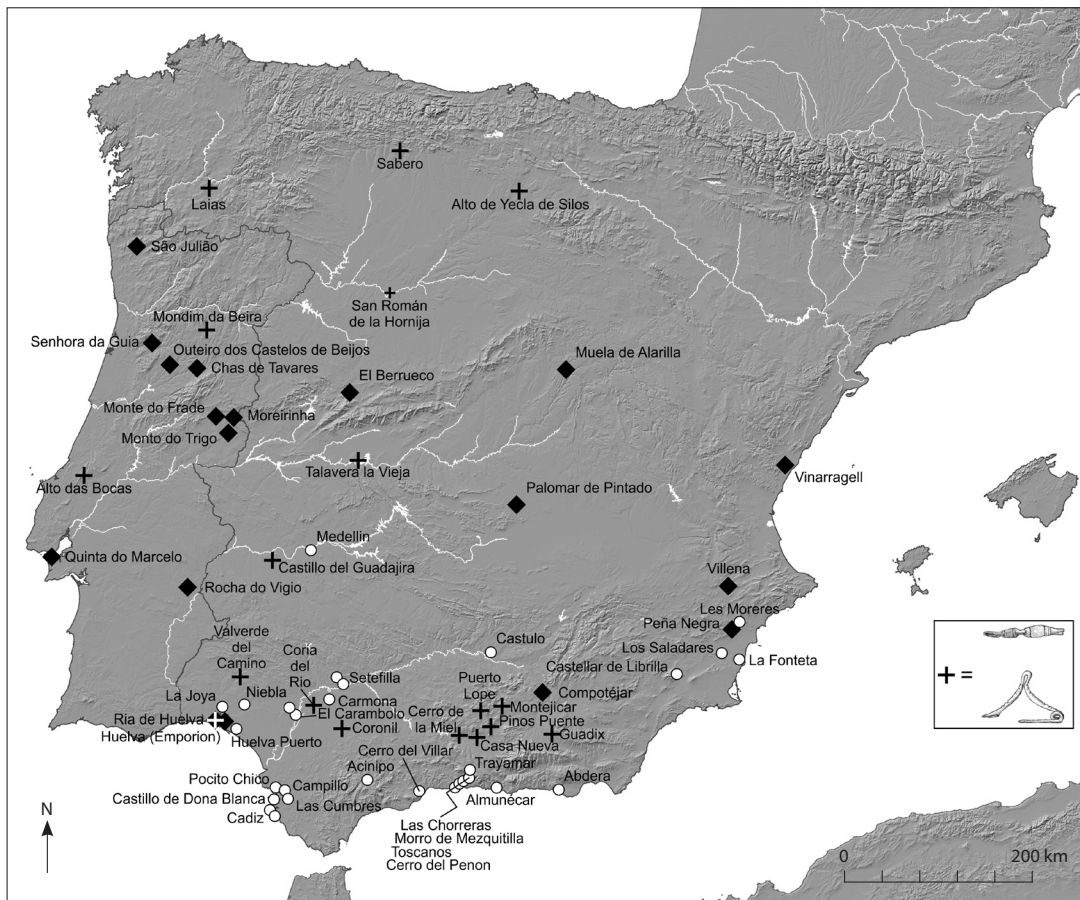 Sabero
Laias
Alto de Yecla de Silos
São Julião
San Román
de la Hornija
Mondim da Beira
Senhora da Guia
Outeiro dos Castelos de Beijos
Chas de Tavares
Muela de Alarilla
El Berrueco
Monte do Frade
Moreirinha
Monto do Trigo
Talavera la Vieja
Alto das Bocas
Vinarragell
Palomar de Pintado
Medellin
Quinta do Marcelo
Castillo del Guadajira
Rocha do Vigio
Villena
Les Moreres
Peña Negra
Valverde
del
Camino
Coria
del
Rio
Castulo
Los Saladares
La Fonteta
Castellar de Librilla
Setefilla
Puerto
Lope
Compotéjar
La Joya
Niebla
Carmona
Montejicar
Ria de Huelva
El Carambolo
Cerro de
la Miel
Pinos Puente
Huelva (Emporion)
Coronil
Guadix
Huelva Puerto
Casa Nueva
Cerro del Villar
Trayamar
Pocito Chico
Campillo
Acinipo
Abdera
Castillo de Dona Blanca
Las Cumbres
Almunecar
Cadiz
Las Chorreras
Morro de Mezquitilla
Toscanos
Cerro del Penon
N
=
0 200 km